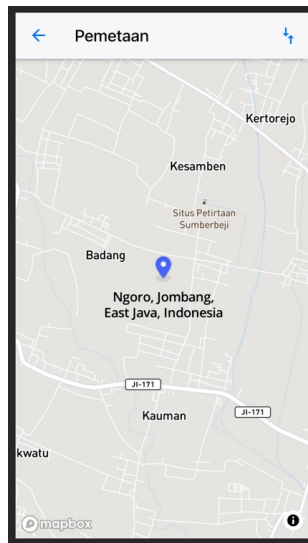 Pemetaan
Kertorejo
Kesamben
Situs Petirtaan
Sumberbeji
Badang
Ngoro, Jombang,
East Java, Indonesia
JI-171
JI-171
Kauman
kwatu
mapbox